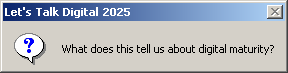 Let's Talk Digital 2025
What does this tell us about digital maturity?